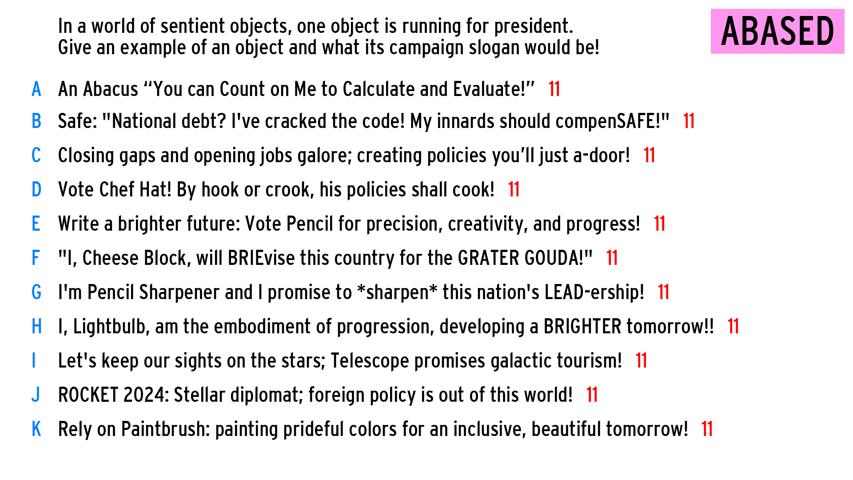 In a world of sentient objects, one object is running for president.
Give an example of an object and what its campaign slogan would be!
ABASED
A An Abacus “You can Count on Me to Calculate and Evaluate!” 11
B Safe: "National debt? I've cracked the code! My innards should compenSAFE!" 11
C Closing gaps and opening jobs galore; creating policies you’ll just a-door! 11
D Vote Chef Hat! By hook or crook, his policies shall cook! 11
E Write a brighter future: Vote Pencil for precision, creativity, and progress! 11
F "I, Cheese Block, will BRIEvise this country for the GRATER GOUDA!" 11
G I'm Pencil Sharpener and I promise to *sharpen* this nation's LEAD-ership! 11
H I, Lightbulb, am the embodiment of progression, developing a BRIGHTER tomorrow!! 11
I Let's keep our sights on the stars; Telescope promises galactic tourism! 11
J ROCKET 2024: Stellar diplomat; foreign policy is out of this world! 11
K Rely on Paintbrush: painting prideful colors for an inclusive, beautiful tomorrow! 11